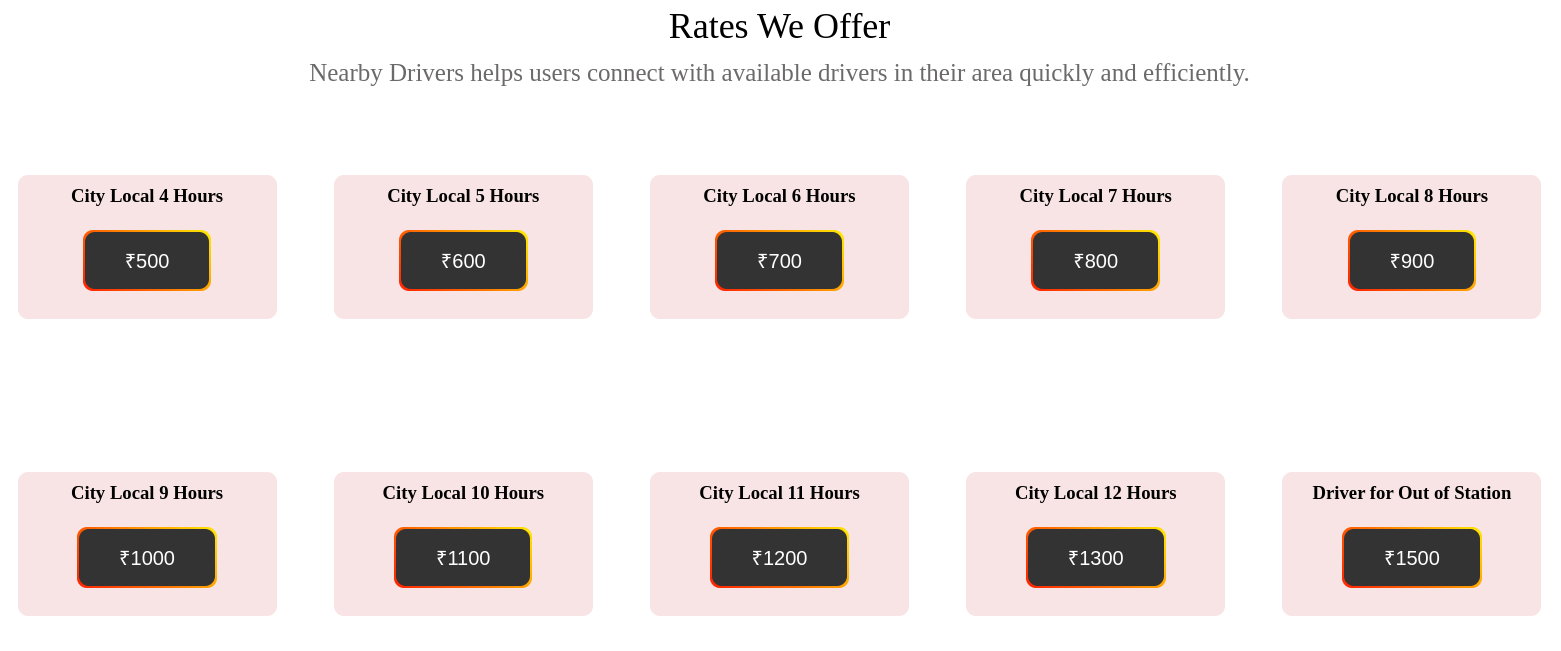 Rates We Offer
Nearby Drivers helps users connect with available drivers in their area quickly and efficiently.
City Local 4 Hours
₹500
City Local 5 Hours
₹600
City Local 6 Hours
₹700
City Local 7 Hours
₹800
City Local 8 Hours
₹900
City Local 9 Hours
₹1000
City Local 10 Hours
₹1100
City Local 11 Hours
₹1200
City Local 12 Hours
₹1300
Driver for Out of Station
₹1500